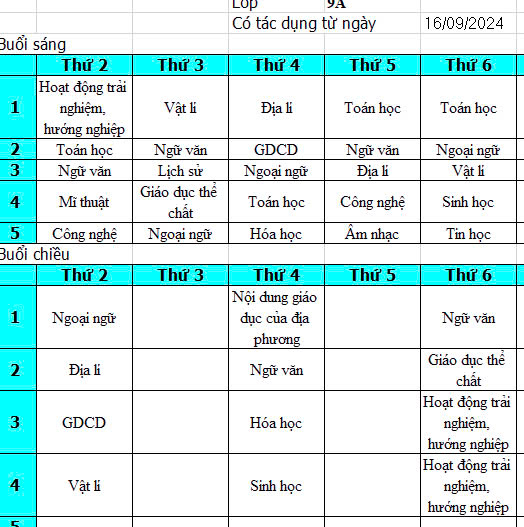 Lớp 9A
Có tác dụng từ ngày 16/09/2024
Buổi sáng
Thứ 2 Thứ 3 Thứ 4 Thứ 5 Thứ 6
1 Hoạt động trải nghiệm, hướng nghiệp Vật lí Địa lí Toán học Toán học
2 Toán học Ngữ văn GDCD Ngữ văn Ngoại ngữ
3 Ngữ văn Lịch sử Ngoại ngữ Địa lí Vật lí
4 Mĩ thuật Giáo dục thể chất Toán học Công nghệ Sinh học
5 Công nghệ Ngoại ngữ Hóa học Âm nhạc Tin học
Buổi chiều
Thứ 2 Thứ 3 Thứ 4 Thứ 5 Thứ 6
1 Ngoại ngữ Nội dung giáo dục của địa phương Ngữ văn
2 Địa lí Ngữ văn Giáo dục thể chất
3 GDCD Hóa học Hoạt động trải nghiệm, hướng nghiệp
4 Vật lí Sinh học Hoạt động trải nghiệm, hướng nghiệp
5